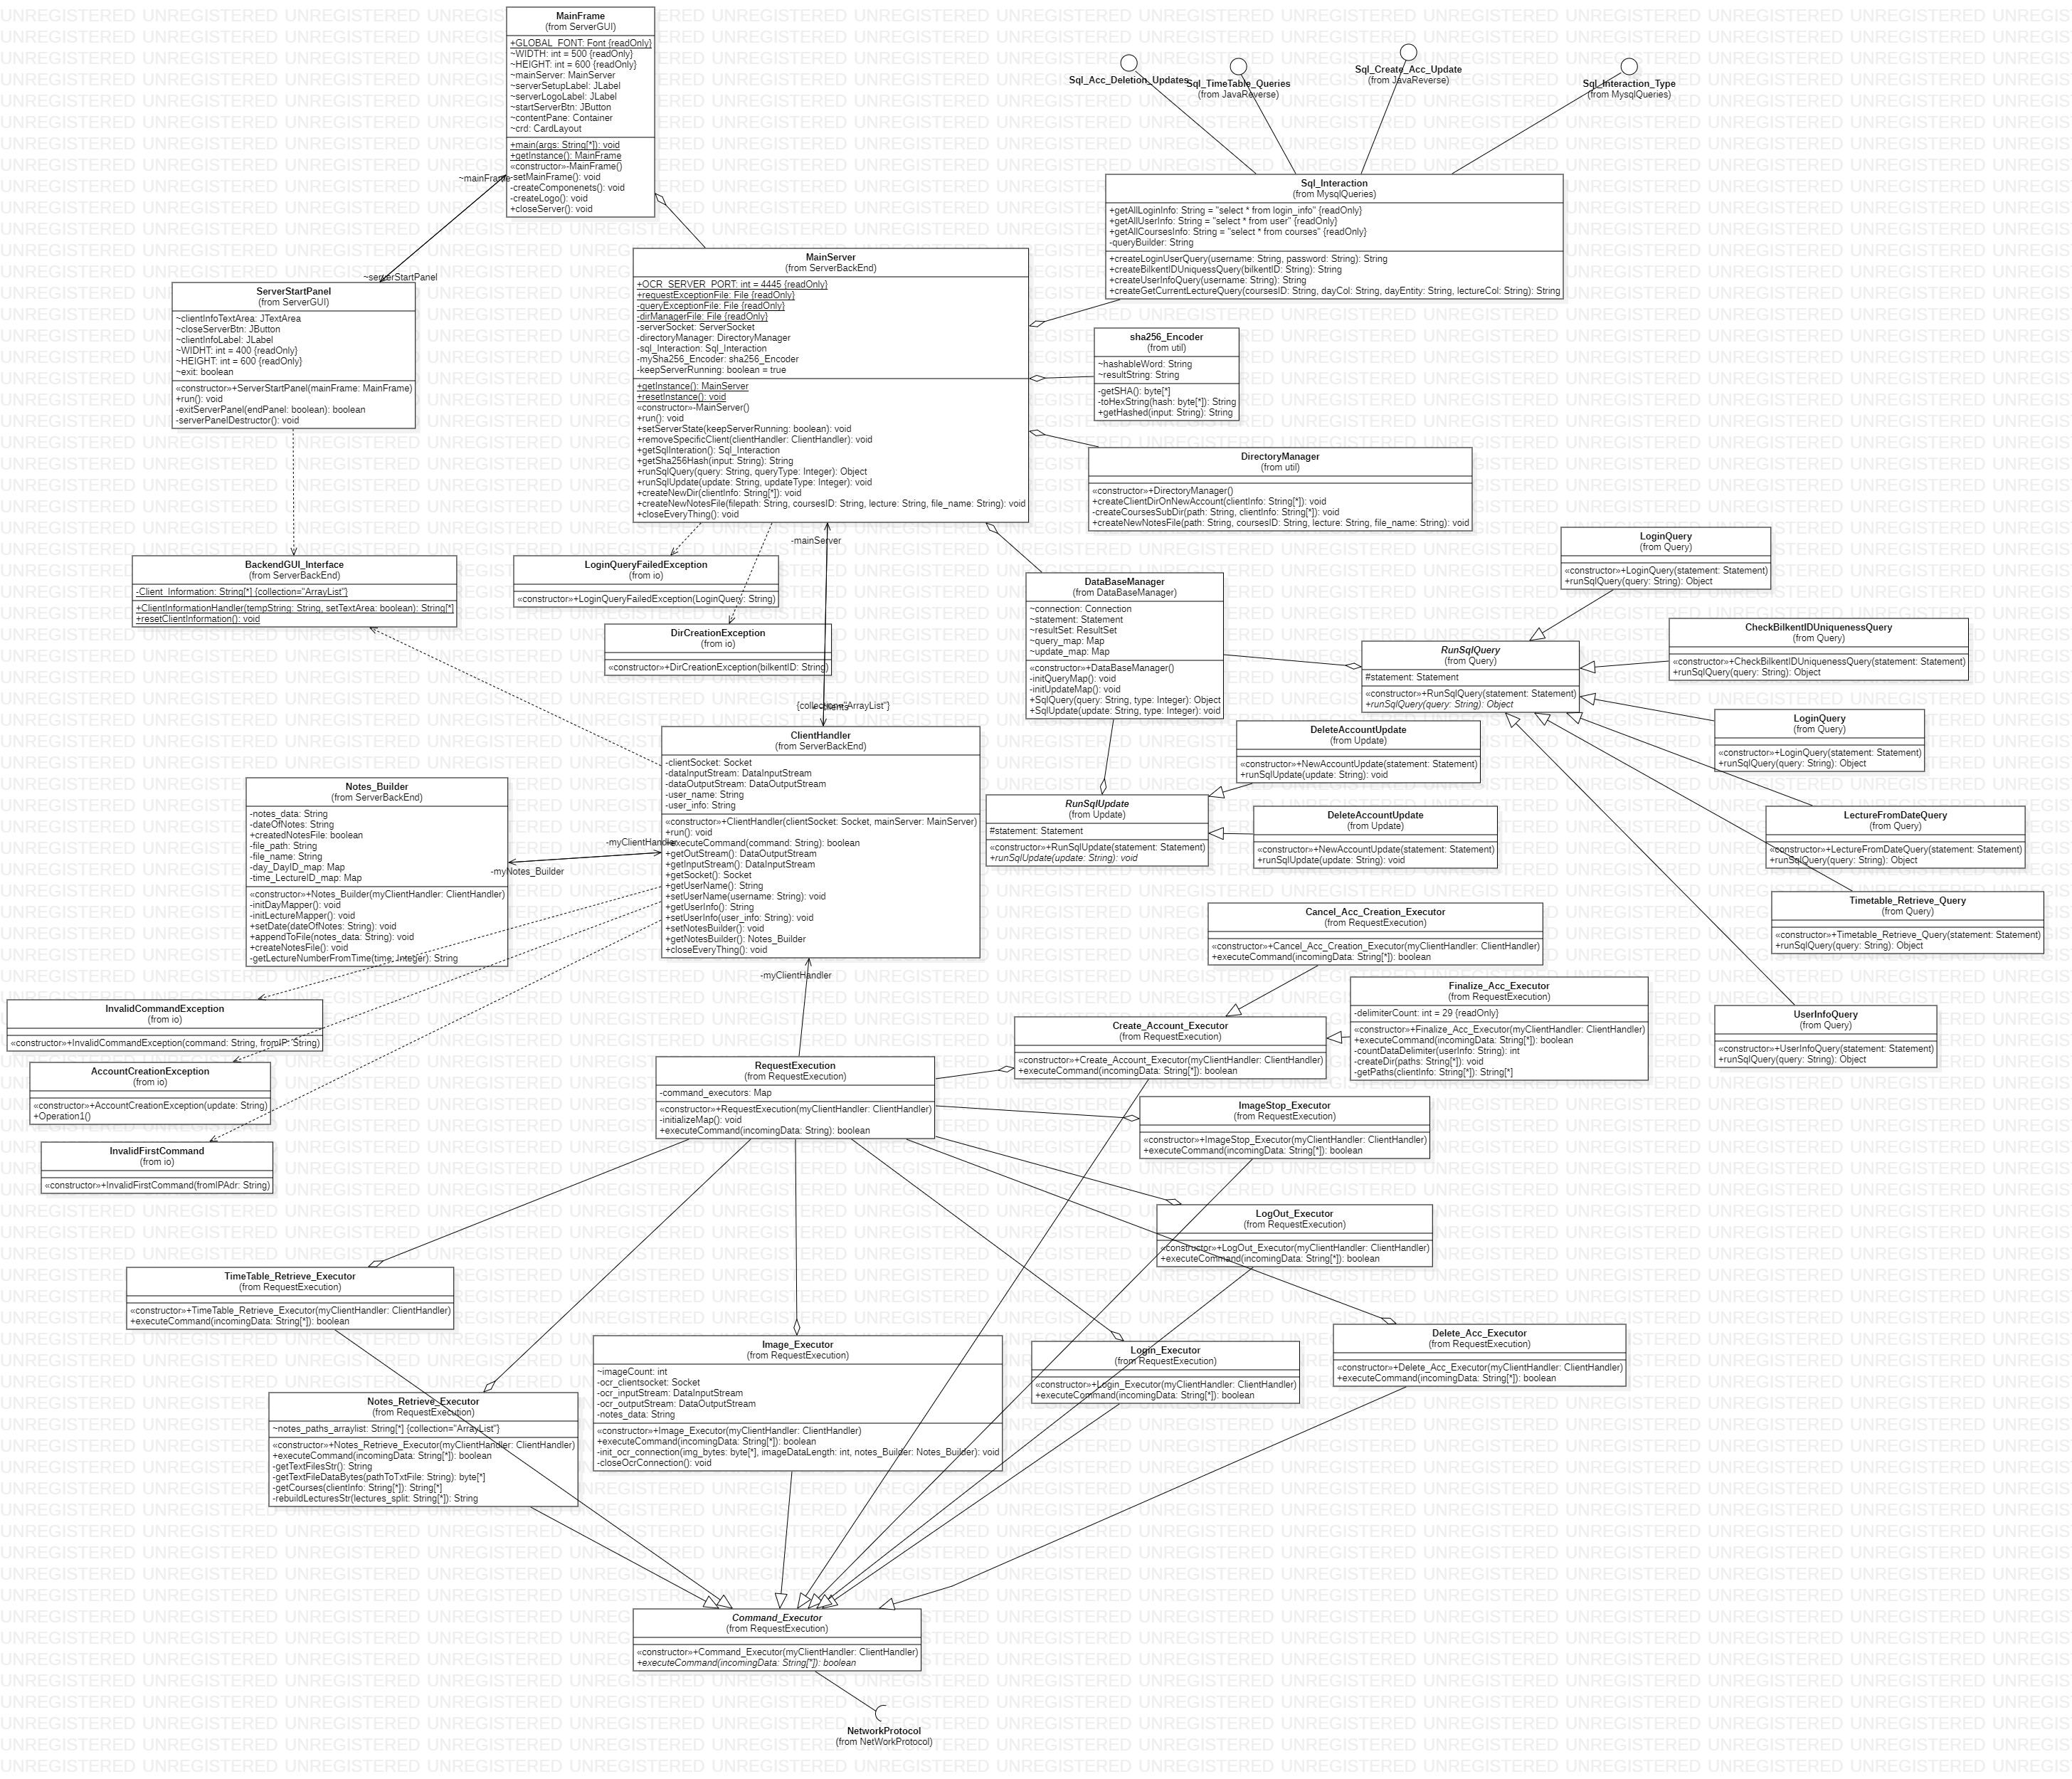 MainFrame
(from ServerGUI)
+GLOBAL_FONT: Font {readOnly}
~WIDTH: int = 500 {readOnly}
~HEIGHT: int = 600 {readOnly}
~mainServer: MainServer
~serverSetupLabel: JLabel
~serverLogoLabel: JLabel
~startServerBtn: JButton
~contentPane: Container
~crd: CardLayout
+main(args: String[*]): void
+getInstance(): MainFrame
«constructor»-MainFrame()
-setMainFrame(): void
-createComponenets(): void
-createLogo(): void
+closeServer(): void
~mainFrame
~serverStartPanel
Sql_Acc_Deletion_Updates
Sql_TimeTable_Queries
(from JavaReverse)
Sql_Create_Acc_Update
(from JavaReverse)
Sql_Interaction_Type
(from MysqlQueries)
Sql_Interaction
(from MysqlQueries)
+getAllLoginInfo: String = "select * from login_info" {readOnly}
+getAllUserInfo: String = "select * from user" {readOnly}
+getAllCoursesInfo: String = "select * from courses" {readOnly}
-queryBuilder: String
+createLoginUserQuery(username: String, password: String): String
+createBilkentIDUniquessQuery(bilkentID: String): String
+createUserInfoQuery(username: String): String
+createGetCurrentLectureQuery(coursesID: String, dayCol: String, dayEntity: String, lectureCol: String): String
ServerStartPanel
(from ServerGUI)
~clientInfoTextArea: JTextArea
~closeServerBtn: JButton
~clientInfoLabel: JLabel
~WIDHT: int = 400 {readOnly}
~HEIGHT: int = 600 {readOnly}
~exit: boolean
«constructor»+ServerStartPanel(mainFrame: MainFrame)
+run(): void
-exitServerPanel(endPanel: boolean): boolean
-serverPanelDestructor(): void
MainServer
(from ServerBackEnd)
+OCR_SERVER_PORT: int = 4445 {readOnly}
+requestExceptionFile: File {readOnly}
-queryExceptionFile: File {readOnly}
-dirManagerFile: File {readOnly}
-serverSocket: ServerSocket
-directoryManager: DirectoryManager
-sql_Interaction: Sql_Interaction
-mySha256_Encoder: sha256_Encoder
-keepServerRunning: boolean = true
+getInstance(): MainServer
+resetInstance(): void
«constructor»-MainServer()
+run(): void
+setServerState(keepServerRunning: boolean): void
+removeSpecificClient(clientHandler: ClientHandler): void
+getSqlInteration(): Sql_Interaction
+getSha256Hash(input: String): String
+runSqlQuery(query: String, queryType: Integer): Object
+runSqlUpdate(update: String, updateType: Integer): void
+createNewDir(clientInfo: String[*]): void
+createNewNotesFile(filepath: String, coursesID: String, lecture: String, file_name: String): void
+closeEveryThing(): void
sha256_Encoder
(from util)
~hashableWord: String
~resultString: String
-getSHA(): byte[*]
-toHexString(hash: byte[*]): String
+getHashed(input: String): String
DirectoryManager
(from util)
«constructor»+DirectoryManager()
+createClientDirOnNewAccount(clientInfo: String[*]): void
-createCoursesSubDir(path: String, clientInfo: String[*]): void
+createNewNotesFile(path: String, coursesID: String, lecture: String, file_name: String): void
-mainServer
BackendGUI_Interface
(from ServerBackEnd)
-Client_Information: String[*] {collection="ArrayList"}
+ClientInformationHandler(tempString: String, setTextArea: boolean): String[*]
+resetClientInformation(): void
LoginQueryFailedException
(from io)
«constructor»+LoginQueryFailedException(LoginQuery: String)
DirCreationException
(from io)
«constructor»+DirCreationException(bilkentID: String)
DataBaseManager
(from DataBaseManager)
~connection: Connection
~statement: Statement
~resultSet: ResultSet
~query_map: Map
~update_map: Map
«constructor»+DataBaseManager()
-initQueryMap(): void
-initUpdateMap(): void
+SqlQuery(query: String, type: Integer): Object
+SqlUpdate(update: String, type: Integer): void
LoginQuery
(from Query)
«constructor»+LoginQuery(statement: Statement)
+runSqlQuery(query: String): Object
RunSqlQuery
(from Query)
#statement: Statement
«constructor»+RunSqlQuery(statement: Statement)
+runSqlQuery(query: String): Object
CheckBilkentIDUniquenessQuery
(from Query)
«constructor»+CheckBilkentIDUniquenessQuery(statement: Statement)
+runSqlQuery(query: String): Object
LoginQuery
(from Query)
«constructor»+LoginQuery(statement: Statement)
+runSqlQuery(query: String): Object
{collection="ArrayList"}
ClientHandler
(from ServerBackEnd)
-clientSocket: Socket
-dataInputStream: DataInputStream
-dataOutputStream: DataOutputStream
-user_name: String
-user_info: String
«constructor»+ClientHandler(clientSocket: Socket, mainServer: MainServer)
+run(): void
+executeCommand(command: String): boolean
+getOutStream(): DataOutputStream
+getInputStream(): DataInputStream
+getSocket(): Socket
+getUserName(): String
+setUserName(username: String): void
+getUserInfo(): String
+setUserInfo(user_info: String): void
+setNotesBuilder(): void
+getNotesBuilder(): Notes_Builder
+closeEveryThing(): void
DeleteAccountUpdate
(from Update)
«constructor»+NewAccountUpdate(statement: Statement)
+runSqlUpdate(update: String): void
RunSqlUpdate
(from Update)
#statement: Statement
«constructor»+RunSqlUpdate(statement: Statement)
+runSqlUpdate(update: String): void
DeleteAccountUpdate
(from Update)
«constructor»+NewAccountUpdate(statement: Statement)
+runSqlUpdate(update: String): void
LectureFromDateQuery
(from Query)
«constructor»+LectureFromDateQuery(statement: Statement)
+runSqlQuery(query: String): Object
Timetable_Retrieve_Query
(from Query)
«constructor»+Timetable_Retrieve_Query(statement: Statement)
+runSqlQuery(query: String): Object
UserInfoQuery
(from Query)
«constructor»+UserInfoQuery(statement: Statement)
+runSqlQuery(query: String): Object
Notes_Builder
(from ServerBackEnd)
-notes_data: String
-dateOfNotes: String
+createdNotesFile: boolean
-file_path: String
-file_name: String
-day_DayID_map: Map
-time_LectureID_map: Map
«constructor»+Notes_Builder(myClientHandler: ClientHandler)
-initDayMapper(): void
-initLectureMapper(): void
+setDate(dateOfNotes: String): void
+appendToFile(notes_data: String): void
+createNotesFile(): void
-getLectureNumberFromTime(time: Integer): String
-myClientHandler
-myNotes_Builder
-myClientHandler
InvalidCommandException
(from io)
«constructor»+InvalidCommandException(command: String, fromIP: String)
AccountCreationException
(from io)
«constructor»+AccountCreationException(update: String)
+Operation1()
InvalidFirstCommand
(from io)
«constructor»+InvalidFirstCommand(fromIPAdr: String)
Cancel_Acc_Creation_Executor
(from RequestExecution)
«constructor»+Cancel_Acc_Creation_Executor(myClientHandler: ClientHandler)
+executeCommand(incomingData: String[*]): boolean
Finalize_Acc_Executor
(from RequestExecution)
-delimiterCount: int = 29 {readOnly}
«constructor»+Finalize_Acc_Executor(myClientHandler: ClientHandler)
+executeCommand(incomingData: String[*]): boolean
-countDataDelimiter(userInfo: String): int
-createDir(paths: String[*]): void
-getPaths(clientInfo: String[*]): String[*]
Create_Account_Executor
(from RequestExecution)
«constructor»+Create_Account_Executor(myClientHandler: ClientHandler)
+executeCommand(incomingData: String[*]): boolean
RequestExecution
(from RequestExecution)
-command_executors: Map
«constructor»+RequestExecution(myClientHandler: ClientHandler)
-initializeMap(): void
+executeCommand(incomingData: String): boolean
ImageStop_Executor
(from RequestExecution)
«constructor»+ImageStop_Executor(myClientHandler: ClientHandler)
+executeCommand(incomingData: String[*]): boolean
LogOut_Executor
(from RequestExecution)
«constructor»+LogOut_Executor(myClientHandler: ClientHandler)
+executeCommand(incomingData: String[*]): boolean
TimeTable_Retrieve_Executor
(from RequestExecution)
«constructor»+TimeTable_Retrieve_Executor(myClientHandler: ClientHandler)
+executeCommand(incomingData: String[*]): boolean
Image_Executor
(from RequestExecution)
~imageCount: int
-ocr_clientsocket: Socket
-ocr_inputStream: DataInputStream
-ocr_outputStream: DataOutputStream
-notes_data: String
«constructor»+Image_Executor(myClientHandler: ClientHandler)
+executeCommand(incomingData: String[*]): boolean
-init_ocr_connection(img_bytes: byte[*], imageDataLength: int, notes_Builder: Notes_Builder): void
-closeOcrConnection(): void
Login_Executor
(from RequestExecution)
«constructor»+Login_Executor(myClientHandler: ClientHandler)
+executeCommand(incomingData: String[*]): boolean
Delete_Acc_Executor
(from RequestExecution)
«constructor»+Delete_Acc_Executor(myClientHandler: ClientHandler)
+executeCommand(incomingData: String[*]): boolean
Notes_Retrieve_Executor
(from RequestExecution)
~notes_paths_arraylist: String[*] {collection="ArrayList"}
«constructor»+Notes_Retrieve_Executor(myClientHandler: ClientHandler)
+executeCommand(incomingData: String[*]): boolean
-getTextFilesStr(): String
-getTextFileDataBytes(pathToTxtFile: String): byte[*]
-getCourses(clientInfo: String[*]): String[*]
-rebuildLecturesStr(lectures_split: String[*]): String
Command_Executor
(from RequestExecution)
«constructor»+Command_Executor(myClientHandler: ClientHandler)
+executeCommand(incomingData: String[*]): boolean
NetworkProtocol
(from NetWorkProtocol)